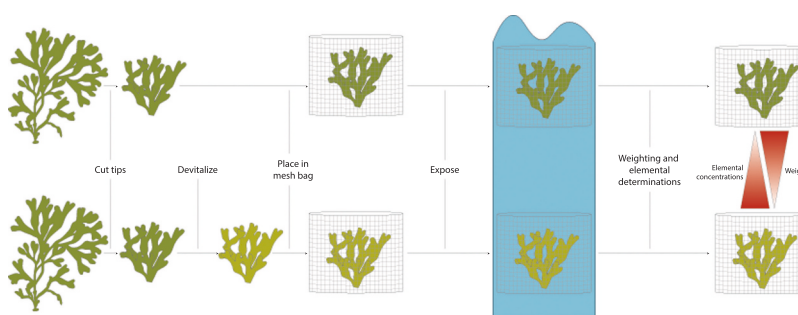 Cut tips
Devitalize
Place in
mesh bag
Expose
Weighting and
elemental
determinations
Elemental
concentrations